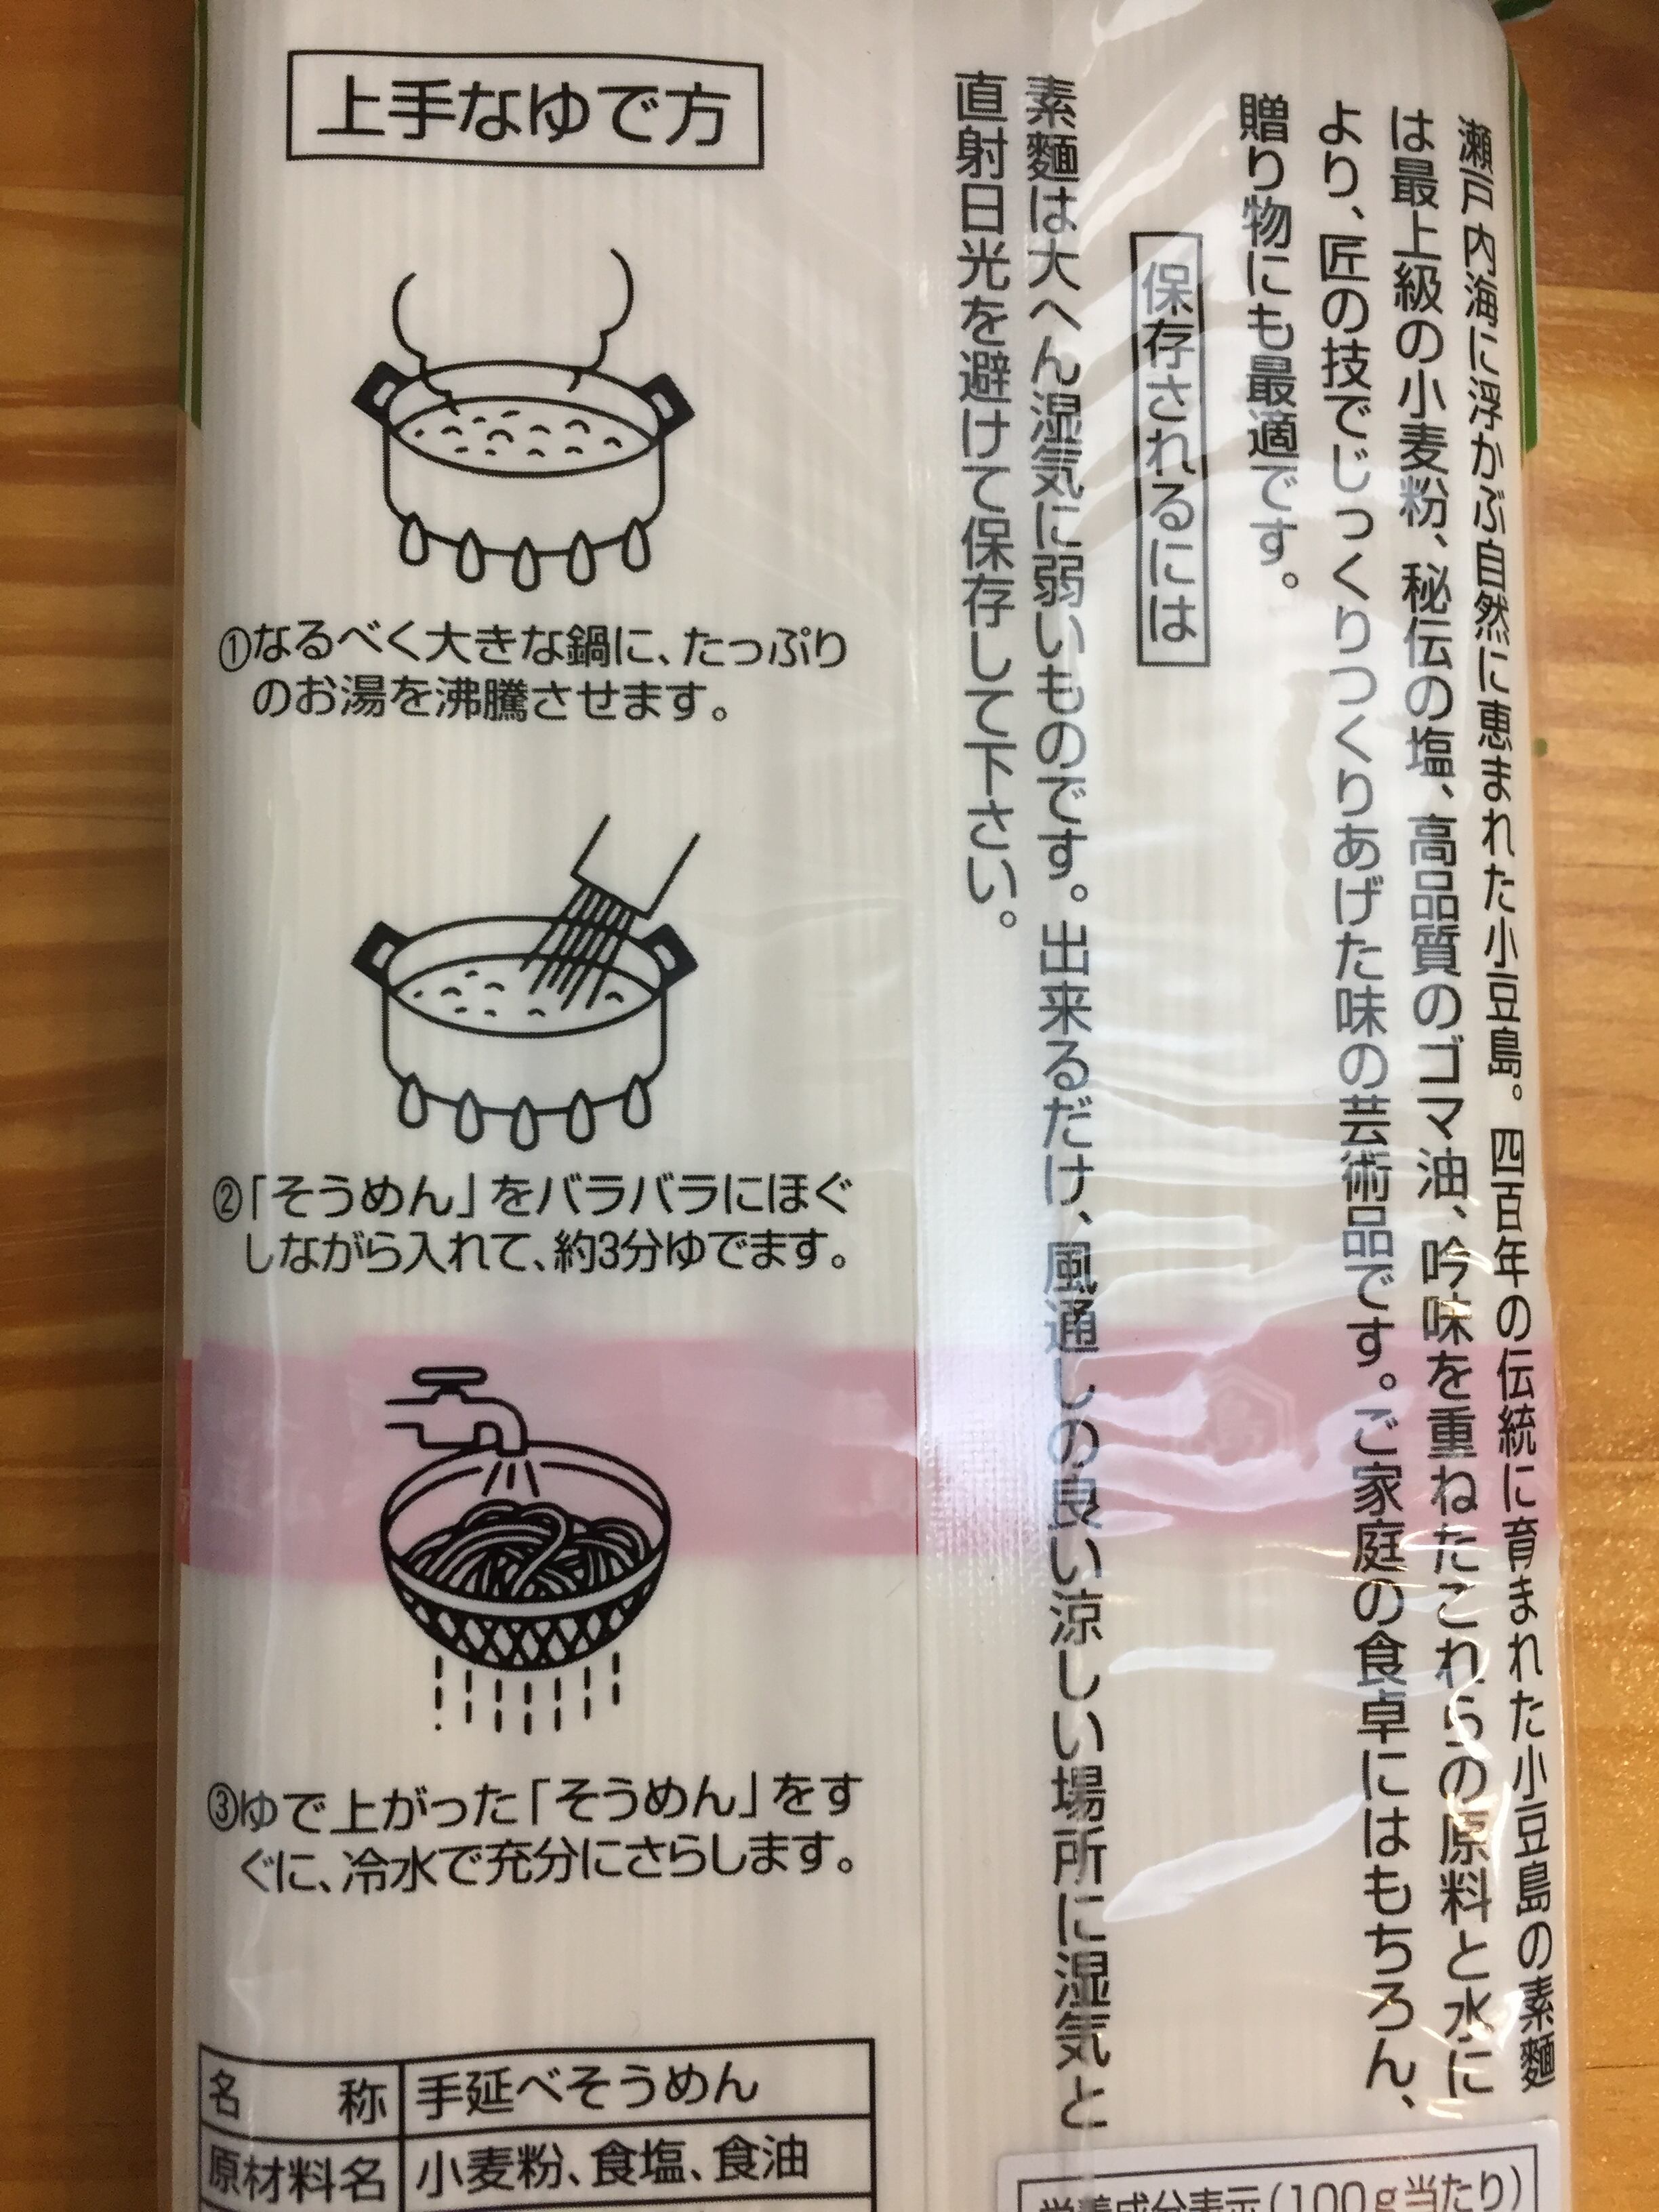 瀬戸内海に浮かぶ自然に恵まれた小豆島。四百年の伝統に育まれた小豆島の素麺
は最上級の小麦粉、秘伝の塩、高品質のゴマ油、吟味を重ねたこれらの原料と水に
より、匠の技でじっくりつくりあげた味の芸術品です。ご家庭の食卓にはもちろん、
贈り物にも最適です。
保存されるには
素麺は大へん湿気に弱いものです。出来るだけ、風通しの良い涼しい場所に湿気と
直射日光を避けて保存して下さい。
上手なゆで方
①なるべく大きな鍋に、たっぷり
のお湯を沸騰させます。
②「そうめん」をバラバラにほぐ
しながら入れて、約3分ゆでます。
③ゆで上がった「そうめん」をす
ぐに、冷水で充分にさらします。
名称 手延べそうめん
原材料名 小麦粉、食塩、食油
栄養成分表示(100g当たり)